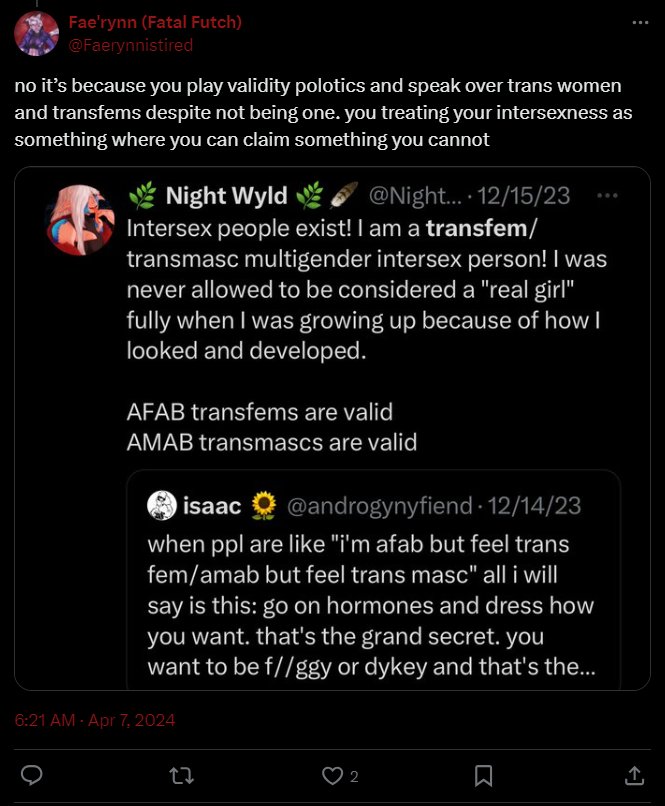 Fae'rynn (Fatal Futch)
@Faerynnistired
no it’s because you play validity polotics and speak over trans women
and transfems despite not being one. you treating your intersexness as
something where you can claim something you cannot
Night Wyld @Night... · 12/15/23
Intersex people exist! I am a transfem/
transmasc multigender intersex person! I was
never allowed to be considered a "real girl"
fully when I was growing up because of how I
looked and developed.
AFAB transfems are valid
AMAB transmascs are valid
isaac @androgynyfiend · 12/14/23
when ppl are like "i'm afab but feel trans
fem/amab but feel trans masc" all i will
say is this: go on hormones and dress how
you want. that's the grand secret. you
want to be f//ggy or dykey and that's the...
6:21 AM · Apr 7, 2024
2